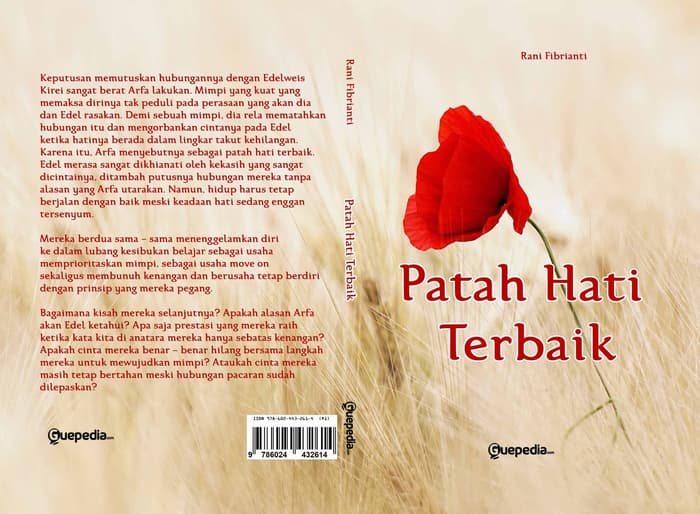 Keputusan memutuskan hubungannya dengan Edelweis
Kirei sangat berat Arfa lakukan. Mimpi yang kuat yang
memaksa dirinya tak peduli pada perasaan yang akan dia
dan Edel rasakan. Demi sebuah mimpi, dia rela mematahkan
hubungan itu dan mengorbankan cintanya pada Edel
ketika hatinya berada dalam lingkar takut kehilangan.
Karena itu, Arfa menyebutnya sebagai patah hati terbaik.
Edel merasa sangat dikhianati oleh kekasih yang sangat
dicintainya, ditambah putusnya hubungan mereka tanpa
alasan yang Arfa utarakan. Namun, hidup harus tetap
berjalan dengan baik meski keadaan hati sedang enggan
tersenyum.
Mereka berdua sama – sama menenggelamkan diri
ke dalam lubang kesibukan belajar sebagai usaha
memprioritaskan mimpi, sebagai usaha move on
sekaligus membunuh kenangan dan berusaha tetap berdiri
dengan prinsip yang mereka pegang.
Bagaimana kisah mereka selanjutnya? Apakah alasan Arfa
akan Edel ketahui? Apa saja prestasi yang mereka raih
ketika kata kita di anatara mereka hanya sebatas kenangan?
Apakah cinta mereka benar – benar hilang bersama langkah
mereka untuk mewujudkan mimpi? Ataukah cinta mereka
masih tetap bertahan meski hubungan pacaran sudah
dilepaskan?
Guepedia.com
ISBN 978-602-443-261-4 (R1)
9 786024 432614
Rani Fibrianti
Patah Hati Terbaik
Guepedia.com
Rani Fibrianti
Patah Hati
Terbaik
Guepedia.com